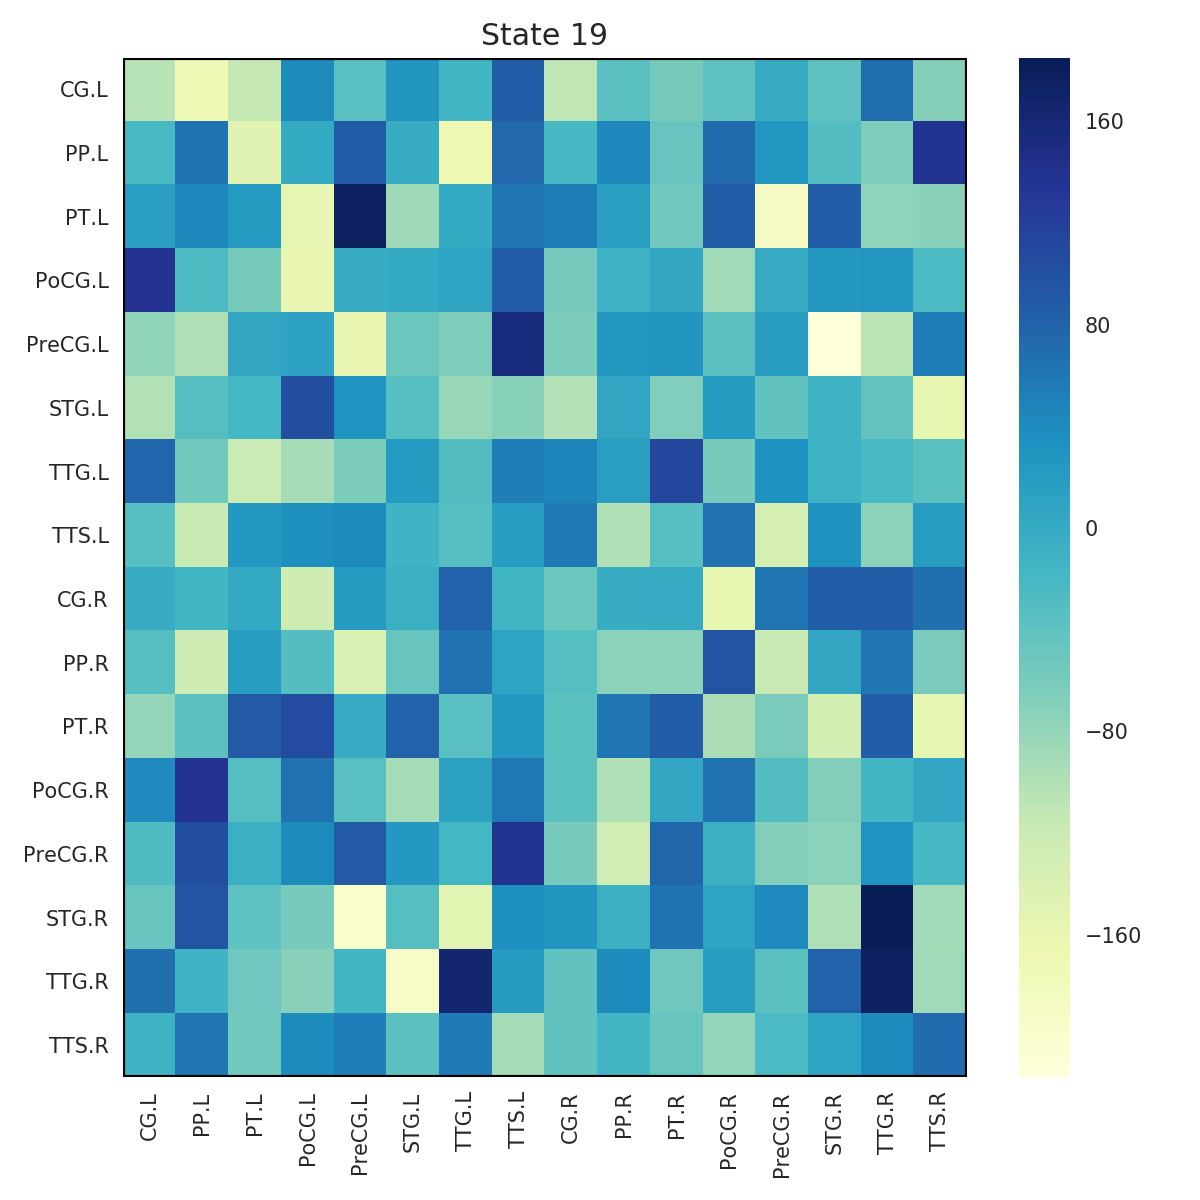 State 19
CG.L
PP.L
PT.L
PoCG.L
PreCG.L
STG.L
TTG.L
TTS.L
CG.R
PP.R
PT.R
PoCG.R
PreCG.R
STG.R
TTG.R
TTS.R
CG.L
PP.L
PT.L
PoCG.L
PreCG.L
STG.L
TTG.L
TTS.L
CG.R
PP.R
PT.R
PoCG.R
PreCG.R
STG.R
TTG.R
TTS.R
160
80
0
−80
−160